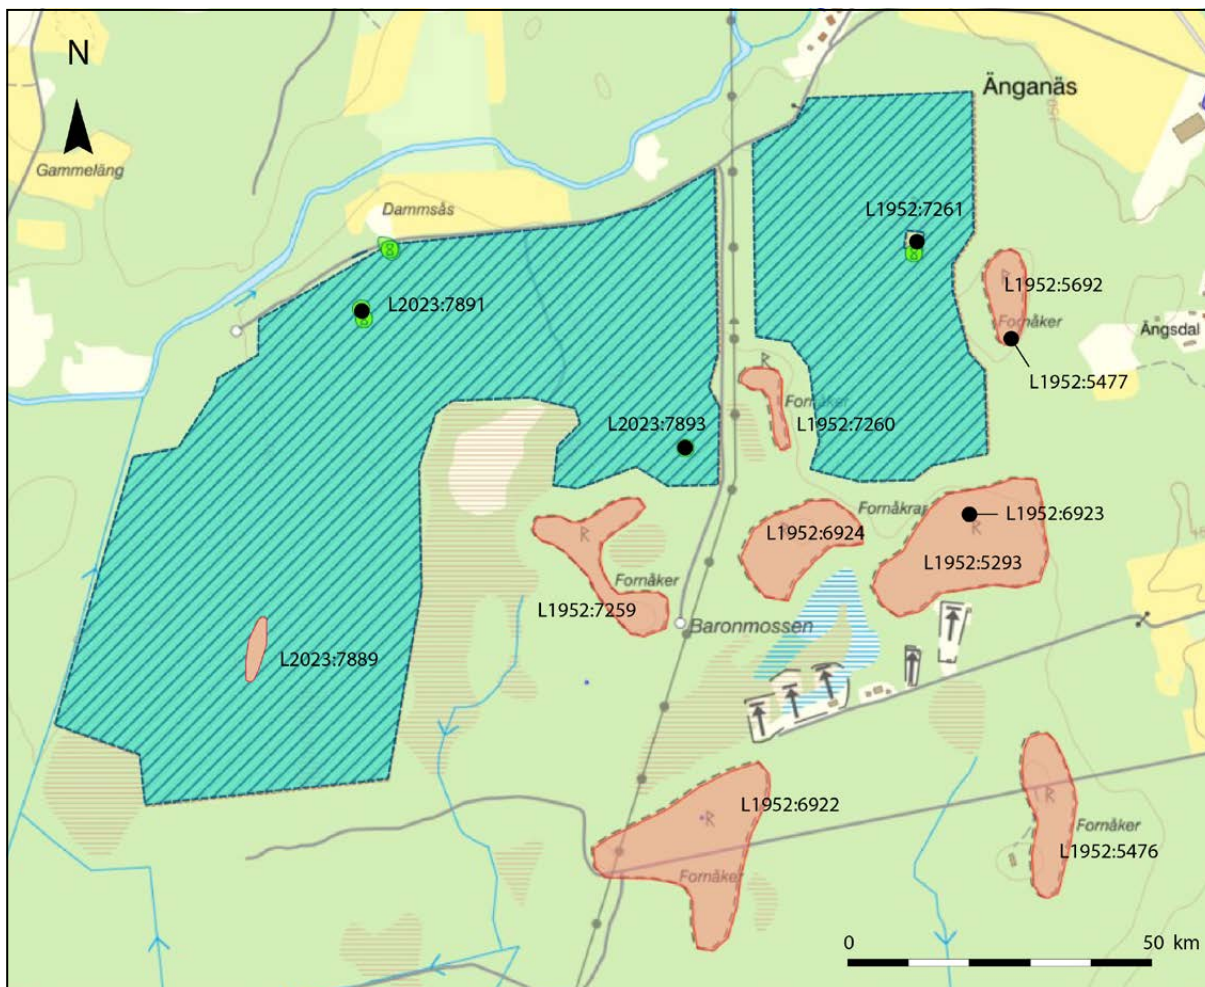 N
Änganäs
Gammeläng
Dammsås
L1952:7261
L2023:7891
L1952:5692
Fornåker
Ängsdal
L1952:5477
Fornåker
L2023:7893
L1952:7260
Fornåkrar
L1952:6923
R
L1952:6924
R
L1952:5293
Fornåker
L1952:7259
Baronmossen
L2023:7889
L1952:6922
R
R
Fornåker
L1952:5476
Fornåker
0 50 km